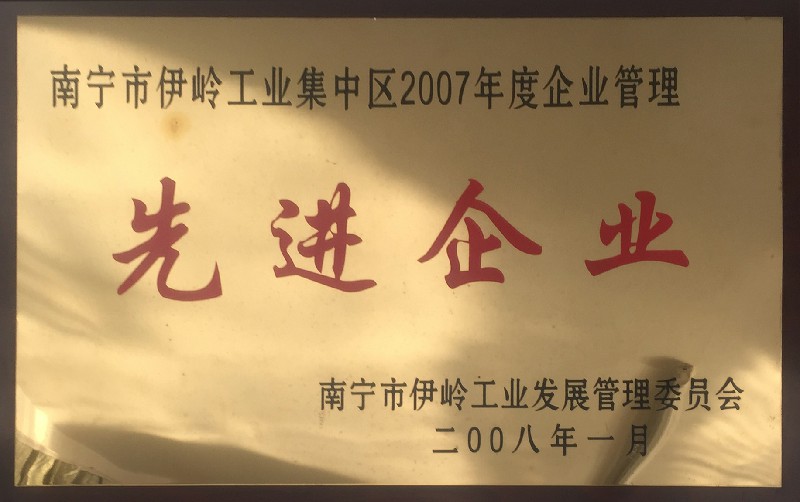 南宁市伊岭工业集中区2007年度企业管理
先进企业
南宁市伊岭工业发展管理委员会
二00八年一月